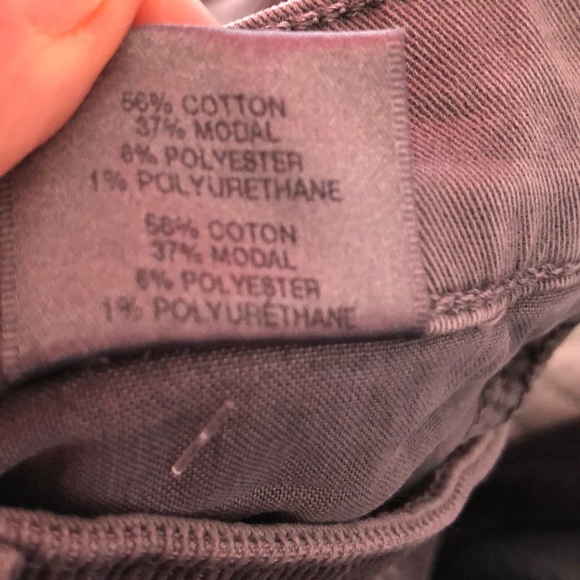 56% COTTON
37% MODAL
6% POLYESTER
1% POLYURETHANE
56% COTON
37% MODAL
6% POLYESTER
1% POLYURÉTHANE